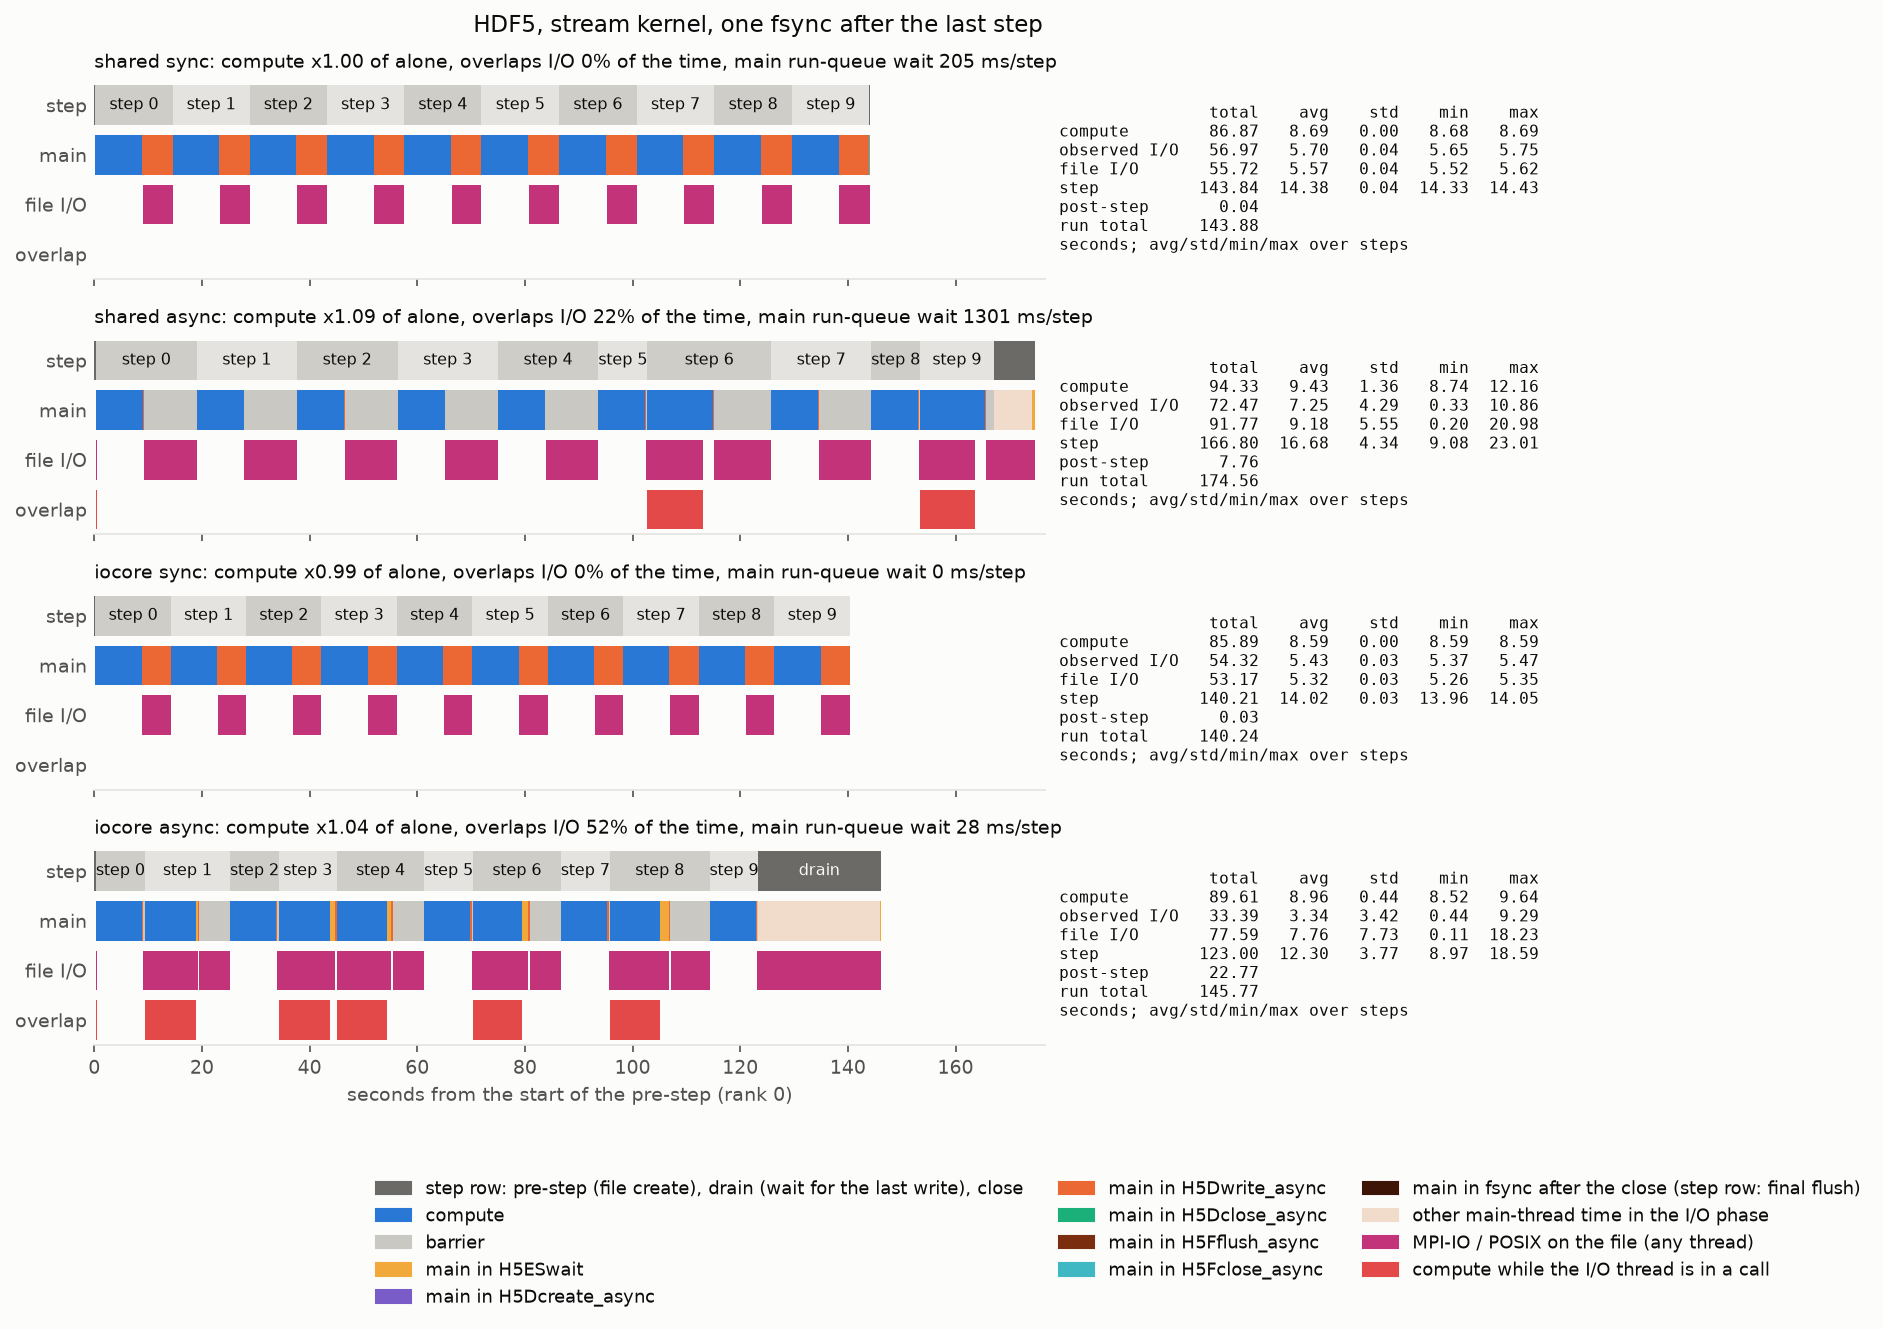 HDF5, stream kernel, one fsync after the last step
shared sync: compute x1.00 of alone, overlaps I/O 0% of the time, main run-queue wait 205 ms/step
step
step 0 step 1 step 2 step 3 step 4 step 5 step 6 step 7 step 8 step 9
main
file I/O
overlap
total avg std min max
compute 86.87 8.69 0.00 8.68 8.69
observed I/O 56.97 5.70 0.04 5.65 5.75
file I/O 55.72 5.57 0.04 5.52 5.62
step 143.84 14.38 0.04 14.33 14.43
post-step 0.04
run total 143.88
seconds; avg/std/min/max over steps
shared async: compute x1.09 of alone, overlaps I/O 22% of the time, main run-queue wait 1301 ms/step
step
step 0 step 1 step 2 step 3 step 4 step 5 step 6 step 7 step 8 step 9
main
file I/O
overlap
total avg std min max
compute 94.33 9.43 1.36 8.74 12.16
observed I/O 72.47 7.25 4.29 0.33 10.86
file I/O 91.77 9.18 5.55 0.20 20.98
step 166.80 16.68 4.34 9.08 23.01
post-step 7.76
run total 174.56
seconds; avg/std/min/max over steps
iocore sync: compute x0.99 of alone, overlaps I/O 0% of the time, main run-queue wait 0 ms/step
step
step 0 step 1 step 2 step 3 step 4 step 5 step 6 step 7 step 8 step 9
main
file I/O
overlap
total avg std min max
compute 85.89 8.59 0.00 8.59 8.59
observed I/O 54.32 5.43 0.03 5.37 5.47
file I/O 53.17 5.32 0.03 5.26 5.35
step 140.21 14.02 0.03 13.96 14.05
post-step 0.03
run total 140.24
seconds; avg/std/min/max over steps
iocore async: compute x1.04 of alone, overlaps I/O 52% of the time, main run-queue wait 28 ms/step
step
step 0 step 1 step 2 step 3 step 4 step 5 step 6 step 7 step 8 step 9 drain
main
file I/O
overlap
total avg std min max
compute 89.61 8.96 0.44 8.52 9.64
observed I/O 33.39 3.34 3.42 0.44 9.29
file I/O 77.59 7.76 7.73 0.11 18.23
step 123.00 12.30 3.77 8.97 18.59
post-step 22.77
run total 145.77
seconds; avg/std/min/max over steps
0 20 40 60 80 100 120 140 160
seconds from the start of the pre-step (rank 0)
step row: pre-step (file create), drain (wait for the last write), close
compute
barrier
main in H5ESwait
main in H5Dcreate_async
main in H5Dwrite_async
main in H5Dclose_async
main in H5Fflush_async
main in H5Fclose_async
main in fsync after the close (step row: final flush)
other main-thread time in the I/O phase
MPI-IO / POSIX on the file (any thread)
compute while the I/O thread is in a call